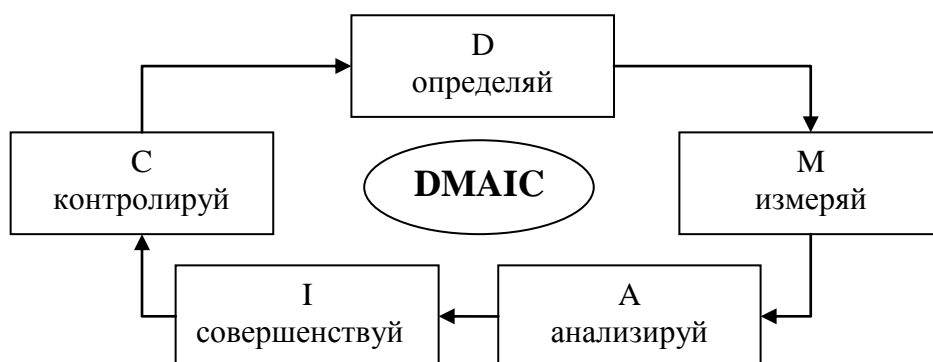 D
определяй
C
контролируй
DMAIC
M
измеряй
I
совершенствуй
A
анализируй